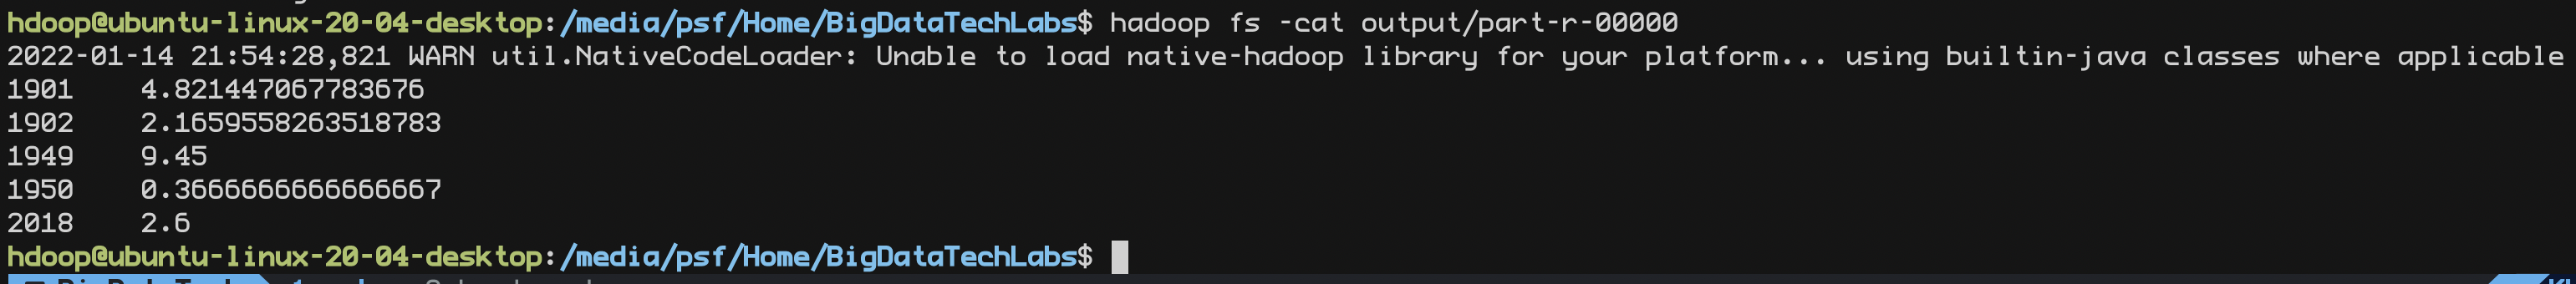 hdoop@ubuntu-linux-20-04-desktop:/media/psf/Home/BigDataTechLabs$ hadoop fs -cat output/part-r-00000
2022-01-14 21:54:28,821 WARN util.NativeCodeLoader: Unable to load native-hadoop library for your platform... using builtin-java classes where applicable
1901    4.821447067783676
1902    2.1659558263518783
1949    9.45
1950    0.3666666666666667
2018    2.6
hdoop@ubuntu-linux-20-04-desktop:/media/psf/Home/BigDataTechLabs$